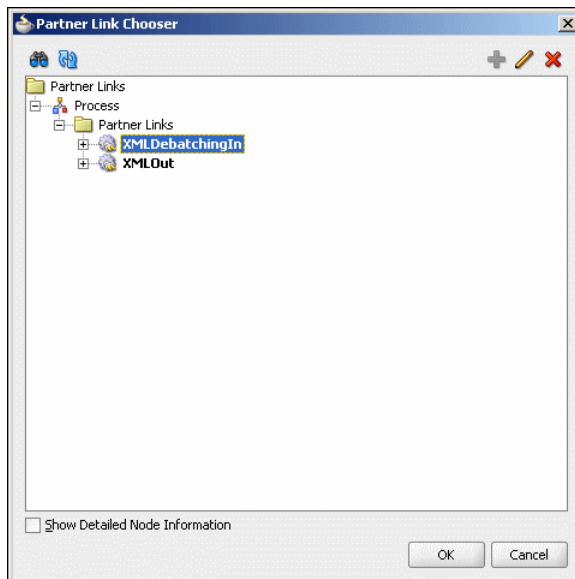 Partner Link Chooser
Partner Links
Process
Partner Links
XMLDebatchingIn
XMLOut
Show Detailed Node Information
OK Cancel